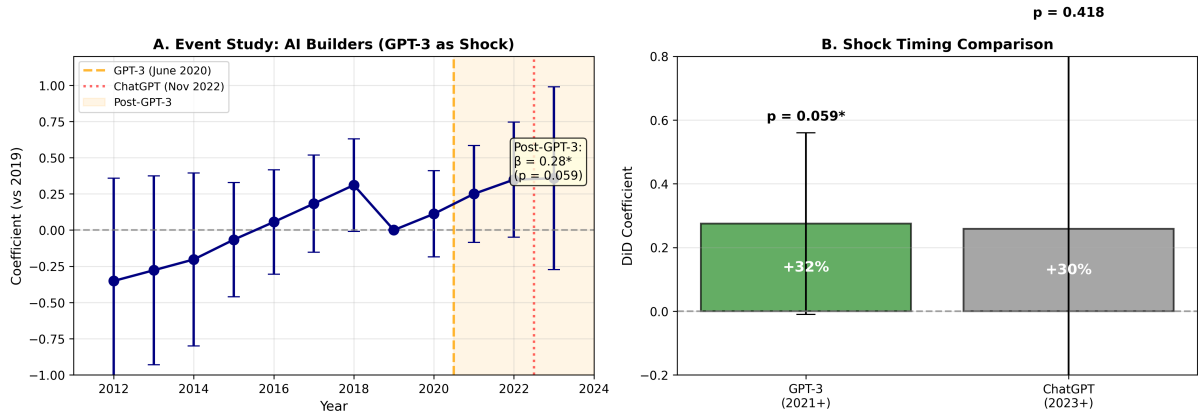 A. Event Study: AI Builders (GPT-3 as Shock)
GPT-3 (June 2020)
ChatGPT (Nov 2022)
Post-GPT-3
Post-GPT-3:
β = 0.28*
(p = 0.059)
Coefficient (vs 2019)
1.00
0.75
0.50
0.25
0.00
−0.25
−0.50
−0.75
−1.00
2012
2014
2016
2018
2020
2022
2024
Year
p = 0.418
B. Shock Timing Comparison
p = 0.059*
+32%
+30%
DiD Coefficient
0.8
0.6
0.4
0.2
0.0
−0.2
GPT-3
(2021+)
ChatGPT
(2023+)